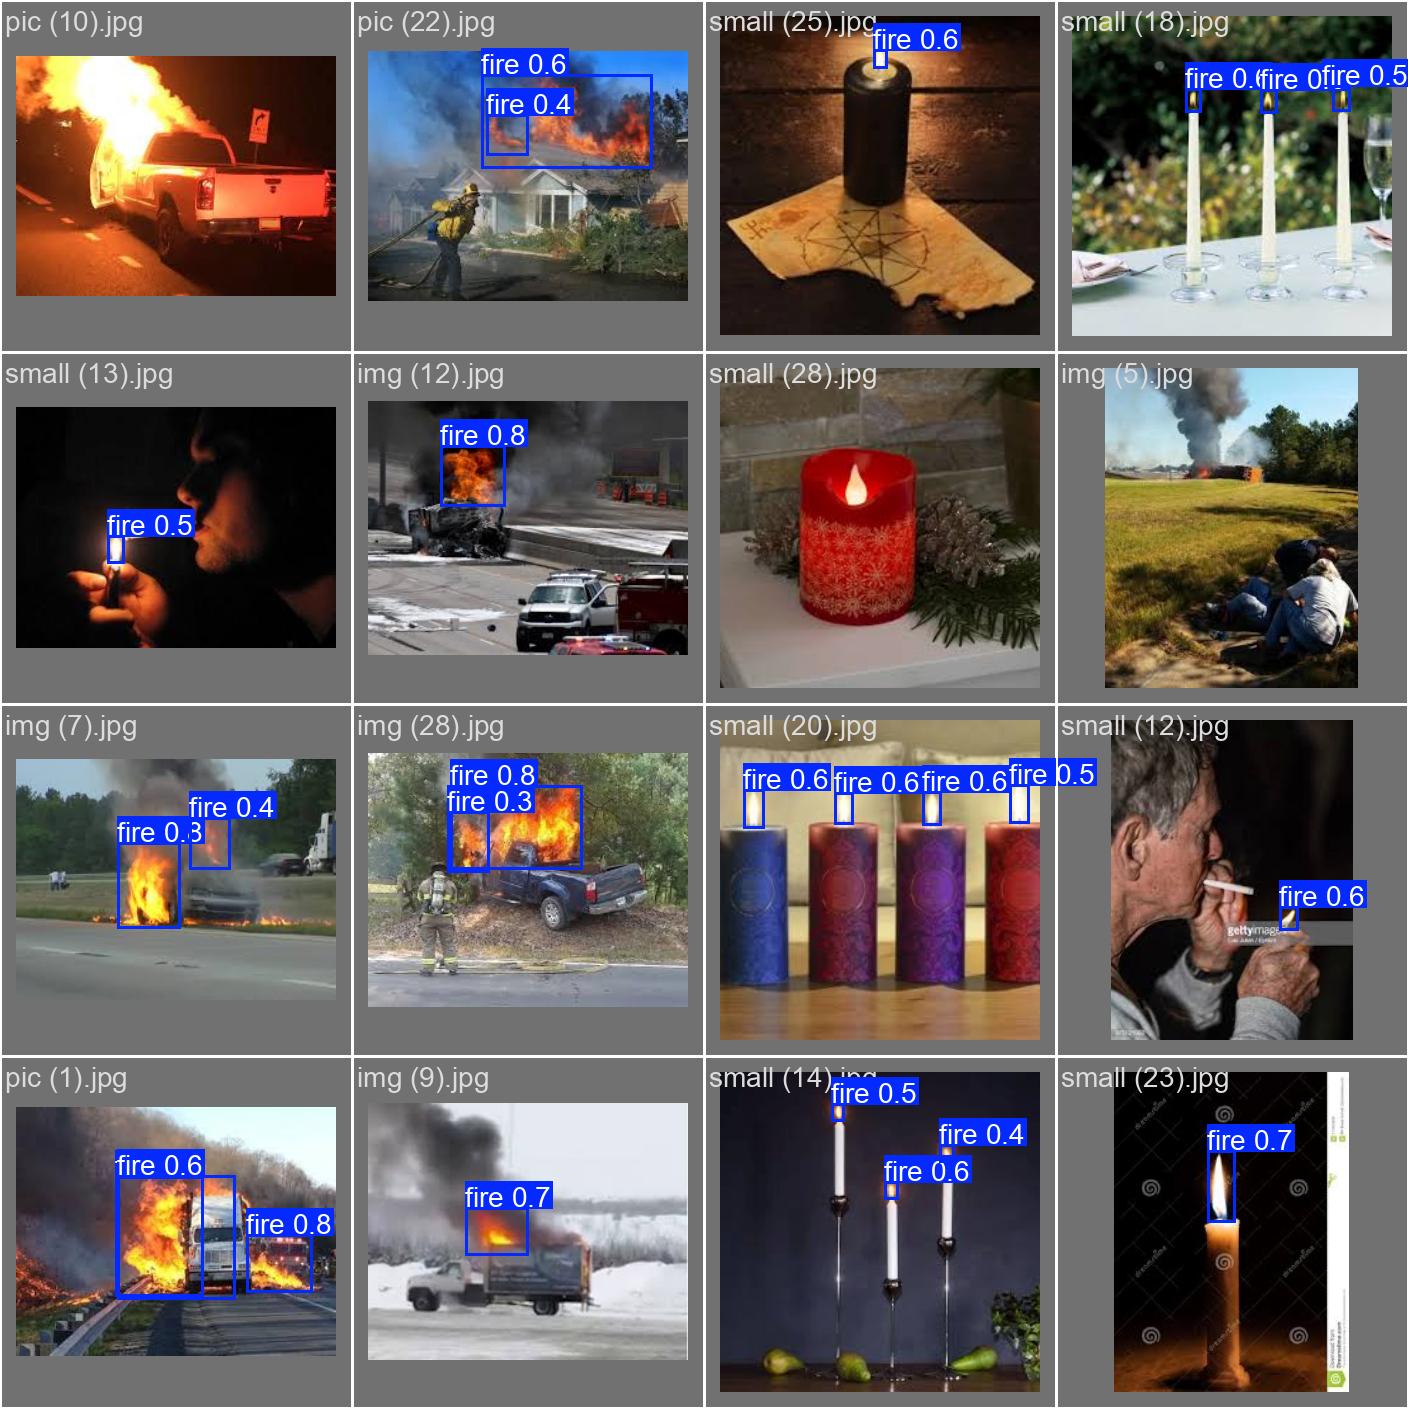 pic (10).jpg
pic (22).jpg
fire 0.6
fire 0.4
small (25).jpg
fire 0.6
small (18).jpg
fire 0.
fire 0.
fire 0.5
small (13).jpg
fire 0.5
img (12).jpg
fire 0.8
small (28).jpg
img (5).jpg
img (7).jpg
fire 0.4
fire 0.8
img (28).jpg
fire 0.8
fire 0.3
small (20).jpg
fire 0.6
fire 0.6
fire 0.6
fire 0.5
small (12).jpg
fire 0.6
gettyimage
pic (1).jpg
fire 0.6
fire 0.8
img (9).jpg
fire 0.7
small (14).jpg
fire 0.5
fire 0.4
fire 0.6
small (23).jpg
fire 0.7